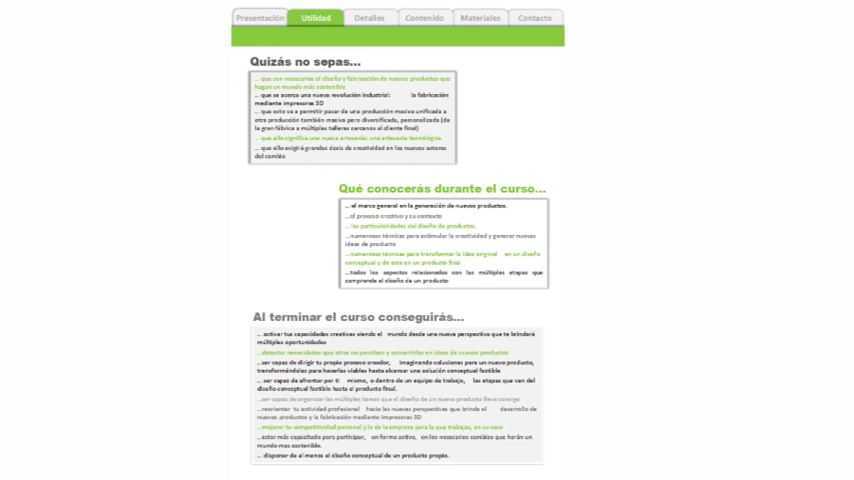 Presentación Utilidad Detalles Contenido Materiales Contacto
Quizás no sepas...
... que son necesarios el diseño y fabricación de nuevos productos que
hagan un mundo más sostenible
... que se acerca una nueva revolución industrial: la fabricación
mediante impresoras 3D
... que esto va a permitir pasar de una producción masiva unificada a
otra producción también masiva pero diversificada, personalizada (de
la gran fábrica a múltiples talleres cercanos al cliente final)
... que ello significa una nueva artesanía: una artesanía tecnológica
... que ello exigirá grandes dosis de creatividad en los nuevos actores
del cambio
Qué conocerás durante el curso...
... el marco general en la generación de nuevos productos.
...el proceso creativo y su contexto
... las particularidades del diseño de productos.
...numerosas técnicas para estimular la creatividad y generar nuevas
ideas de producto
...numerosas técnicas para transformar la idea original en un diseño
conceptual y de este en un producto final
...todos los aspectos relacionados con las múltiples etapas que
comprende el diseño de un producto
Al terminar el curso conseguirás...
... activar tus capacidades creativas viendo el mundo desde una nueva perspectiva que te brindará
múltiples oportunidades
...detectar necesidades que otros no perciben y convertirlas en ideas de nuevos productos
...ser capaz de dirigir tu propio proceso creador, imaginando soluciones para un nuevo producto,
transformándolas para hacerlas viables hasta alcanzar una solución conceptual factible
... ser capaz de afrontar por ti mismo, o dentro de un equipo de trabajo, las etapas que van del
diseño conceptual factible hasta el producto final.
...ser capaz de organizar las múltiples tareas que el diseño de un nuevo producto lleva consigo
...reorientar tu actividad profesional hacia las nuevas perspectivas que brinda el desarrollo de
nuevos productos y la fabricación mediante impresoras 3D
...mejorar tu competitividad personal y la de la empresa para la que trabajas, en su caso
...estar más capacitado para participar, en forma activa, en los necesarios cambios que harán un
mundo mas sostenible.
... disponer de al menos el diseño conceptual de un producto propio.